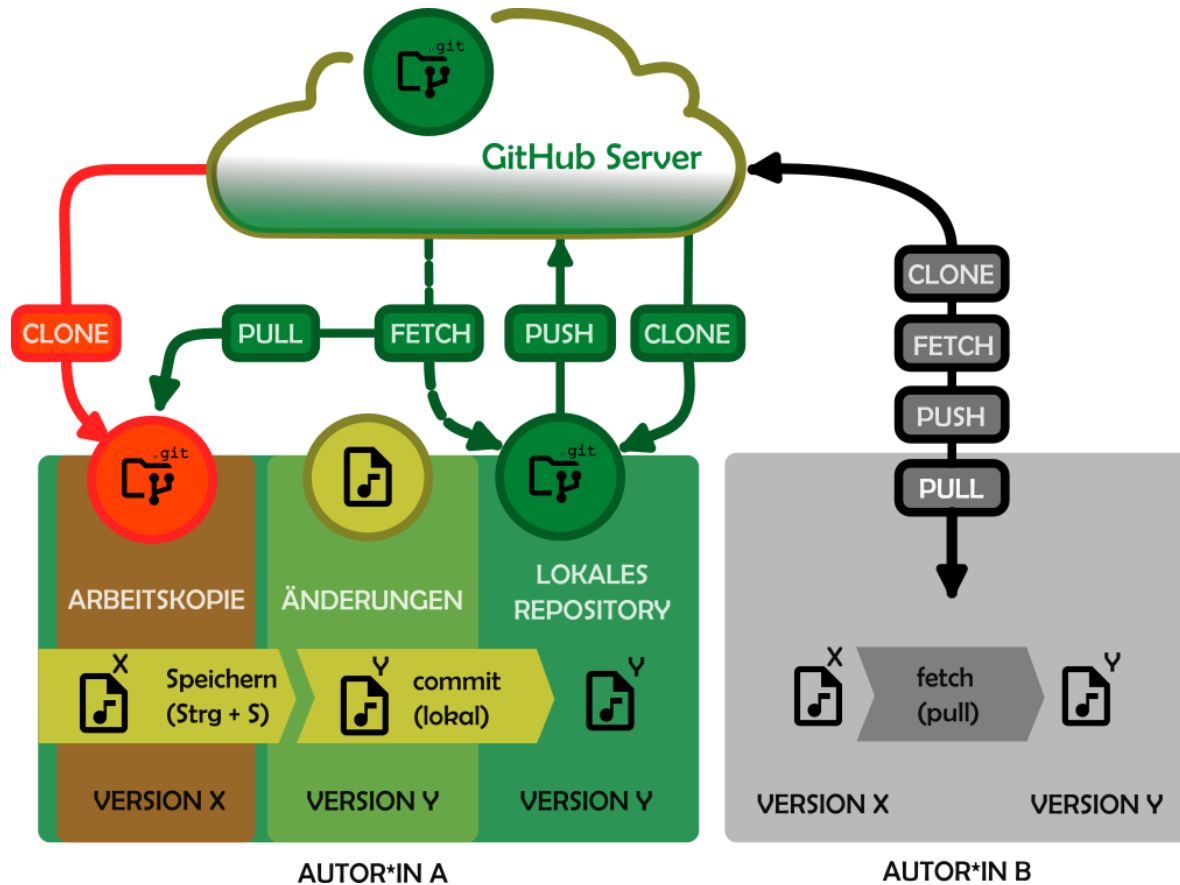 .git
GitHub Server
CLONE
PULL
FETCH
PUSH
CLONE
CLONE
FETCH
PUSH
PULL
.git
.git
ARBEITSKOPIE
ÄNDERUNGEN
LOKALES
REPOSITORY
X
Speichern
(Strg + S)
Y
commit
(lokal)
Y
X
fetch
(pull)
Y
VERSION X
VERSION Y
VERSION Y
VERSION X
VERSION Y
AUTOR*IN A
AUTOR*IN B